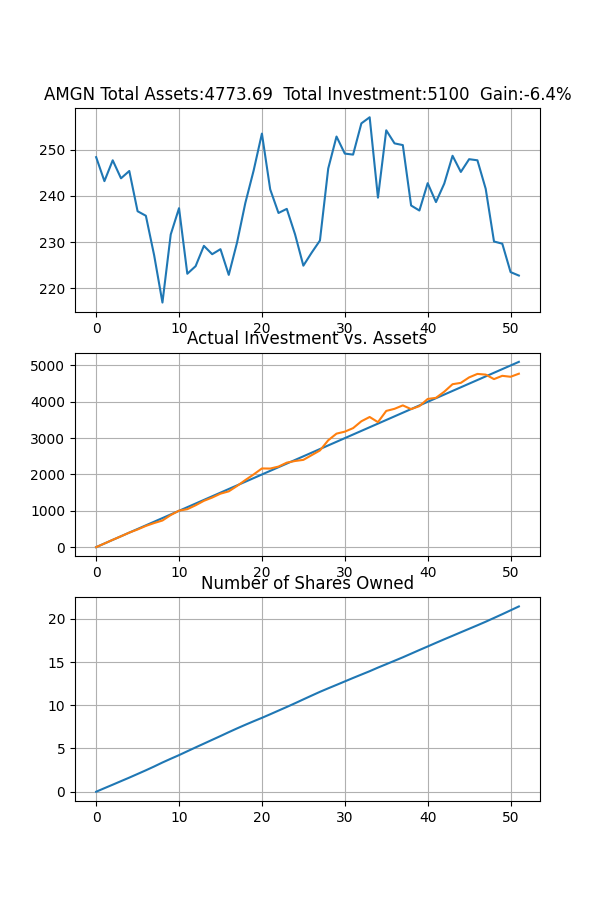 AMGN Total Assets:4773.69  Total Investment:5100  Gain:-6.4%
250
240
230
220
0 10 20 30 40 50
Actual Investment vs. Assets
5000
4000
3000
2000
1000
0
0 10 20 30 40 50
Number of Shares Owned
20
15
10
5
0
0 10 20 30 40 50